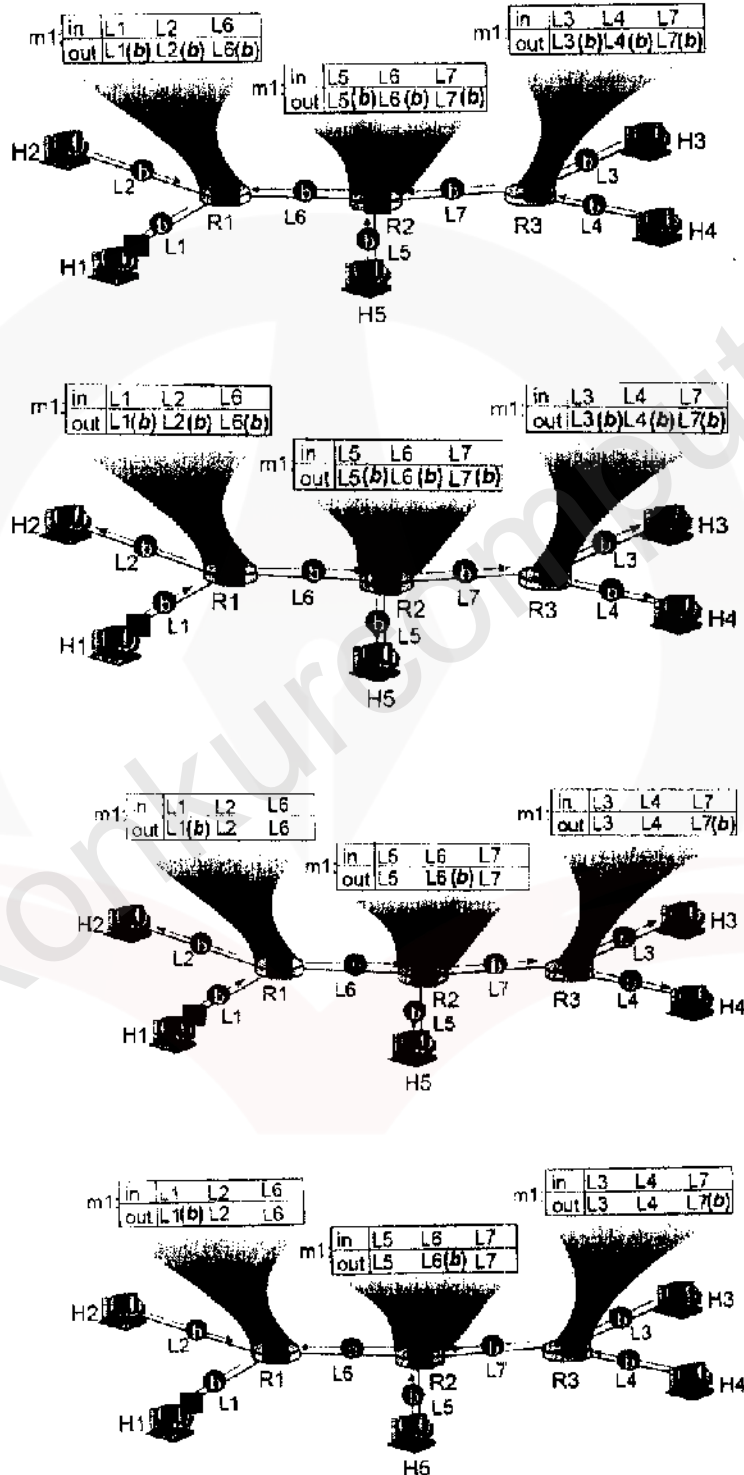 m1: in L1 L2 L6
out L1(b) L2(b) L6(b)
m1: in L5 L6 L7
out L5(b) L6(b) L7(b)
m1: in L3 L4 L7
out L3(b) L4(b) L7(b)
H2 L2 R1 L6 R2 L7 R3 L3 H3
H1 L1 L5 L4 H4
H5
m1: in L1 L2 L6
out L1(b) L2(b) L6(b)
m1: in L5 L6 L7
out L5(b) L6(b) L7(b)
m1: in L3 L4 L7
out L3(b) L4(b) L7(b)
H2 L2 R1 L6 R2 L7 R3 L3 H3
H1 L1 L5 L4 H4
H5
m1: in L1 L2 L6
out L1(b) L2 L6
m1: in L5 L6 L7
out L5 L6(b) L7
m1: in L3 L4 L7
out L3 L4 L7(b)
H2 L2 R1 L6 R2 L7 R3 L3 H3
H1 L1 L5 L4 H4
H5
m1: in L1 L2 L6
out L1(b) L2 L6
m1: in L5 L6 L7
out L5 L6(b) L7
m1: in L3 L4 L7
out L3 L4 L7(b)
H2 L2 R1 L6 R2 L7 R3 L3 H3
H1 L1 L5 L4 H4
H5
konkurcomput